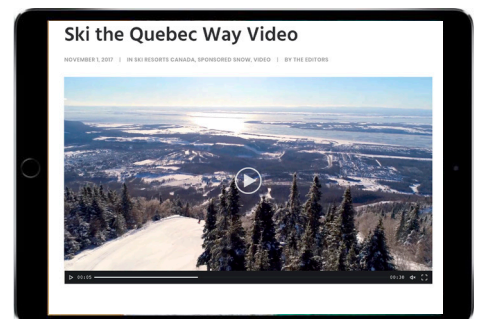 Ski the Quebec Way Video
NOVEMBER 1, 2017 | IN SKI RESORTS CANADA, SPONSORED SNOW, VIDEO | BY THE EDITORS
00:05 00:38